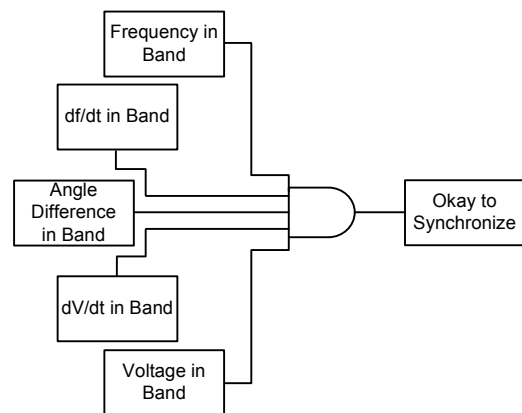 Frequency in
Band
df/dt in Band
Angle
Difference
in Band
Okay to
Synchronize
dV/dt in Band
Voltage in
Band